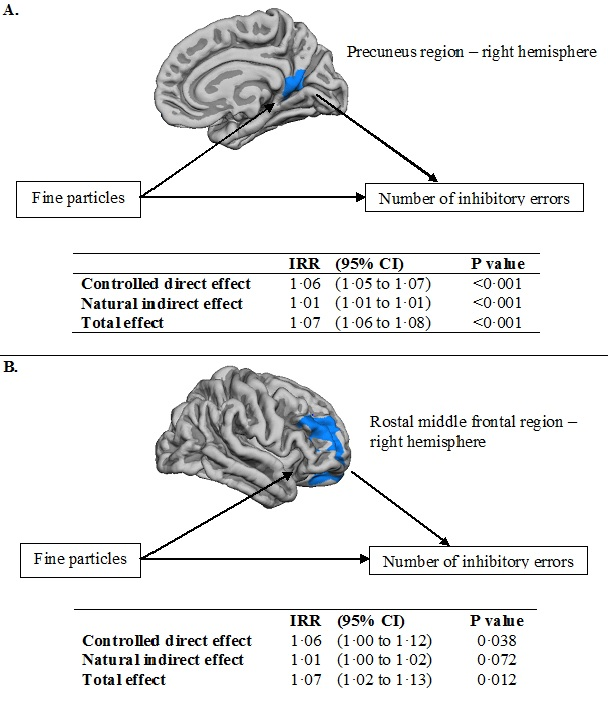 A.
Precuneus region – right hemisphere
Fine particles
Number of inhibitory errors
IRR (95% CI) P value
Controlled direct effect 1·06 (1·05 to 1·07) <0·001
Natural indirect effect 1·01 (1·01 to 1·01) <0·001
Total effect 1·07 (1·06 to 1·08) <0·001
B.
Rostal middle frontal region –
right hemisphere
Fine particles
Number of inhibitory errors
IRR (95% CI) P value
Controlled direct effect 1·06 (1·00 to 1·12) 0·038
Natural indirect effect 1·01 (1·00 to 1·02) 0·072
Total effect 1·07 (1·02 to 1·13) 0·012